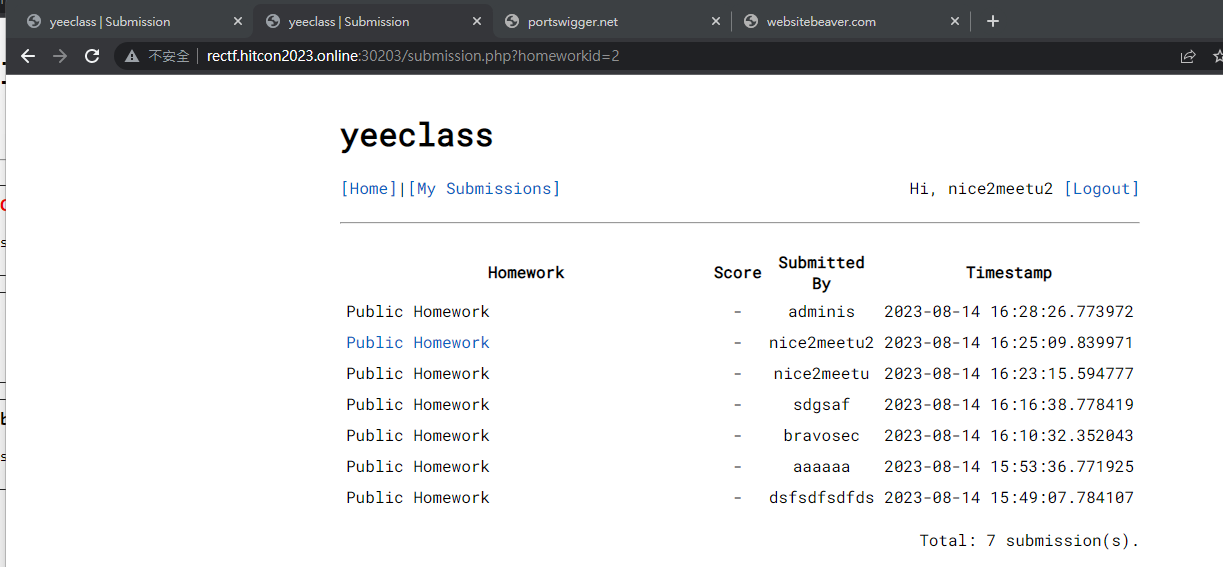 yeeclass | Submission
yeeclass | Submission
portswigger.net
websitebeaver.com
不安全 rectf.hitcon2023.online:30203/submission.php?homeworkid=2
yeeclass
[Home]|[My Submissions] Hi, nice2meetu2 [Logout]
Homework Score Submitted By Timestamp
Public Homework - adminis 2023-08-14 16:28:26.773972
Public Homework - nice2meetu2 2023-08-14 16:25:09.839971
Public Homework - nice2meetu 2023-08-14 16:23:15.594777
Public Homework - sdgsaf 2023-08-14 16:16:38.778419
Public Homework - bravosec 2023-08-14 16:10:32.352043
Public Homework - aaaaaa 2023-08-14 15:53:36.771925
Public Homework - dsfsdfsdfds 2023-08-14 15:49:07.784107
Total: 7 submission(s).